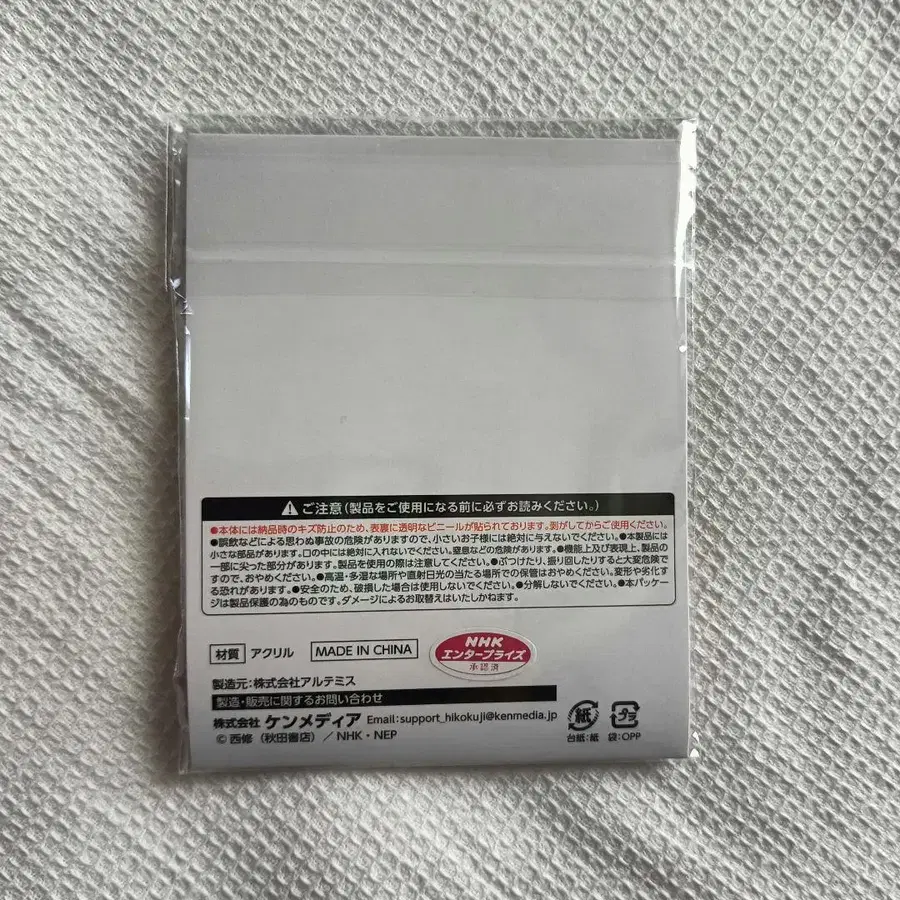 ご注意(製品をご使用になる前に必ずお読みください。)
●本体には納品時のキズ防止のため、表裏に透明なビニールが貼られております。剥がしてからご使用ください。
●誤飲などによる思わぬ事故の危険がありますので、小さいお子様には絶対に与えないでください。●本製品には
小さな部品があります。口の中には絶対に入れないでください。窒息などの危険があります。●機能上及び表現上、製品の
一部に尖った部分があります。製品を使用の際は注意してください。●ぶつけたり、振り回したりすると大変危険で
すので、おやめください。●高温・多湿な場所や直射日光の当たる場所での保管はおやめください。変形や劣化す
る恐れがあります。●安全のため、破損した場合は使用しないでください。●分解しないでください。●本パッケー
ジは製品保護の為のものです。ダメージによるお取替えはいたしかねます。
材質 アクリル MADE IN CHINA
NHK
エンタープライズ
承認済
製造元:株式会社アルテミス
製造・販売に関するお問い合わせ
株式会社 ケンメディア Email:support_hikokuji@kenmedia.jp
© 西修(秋田書店)/NHK・NEP
紙 プラ
台紙:紙 袋:OPP